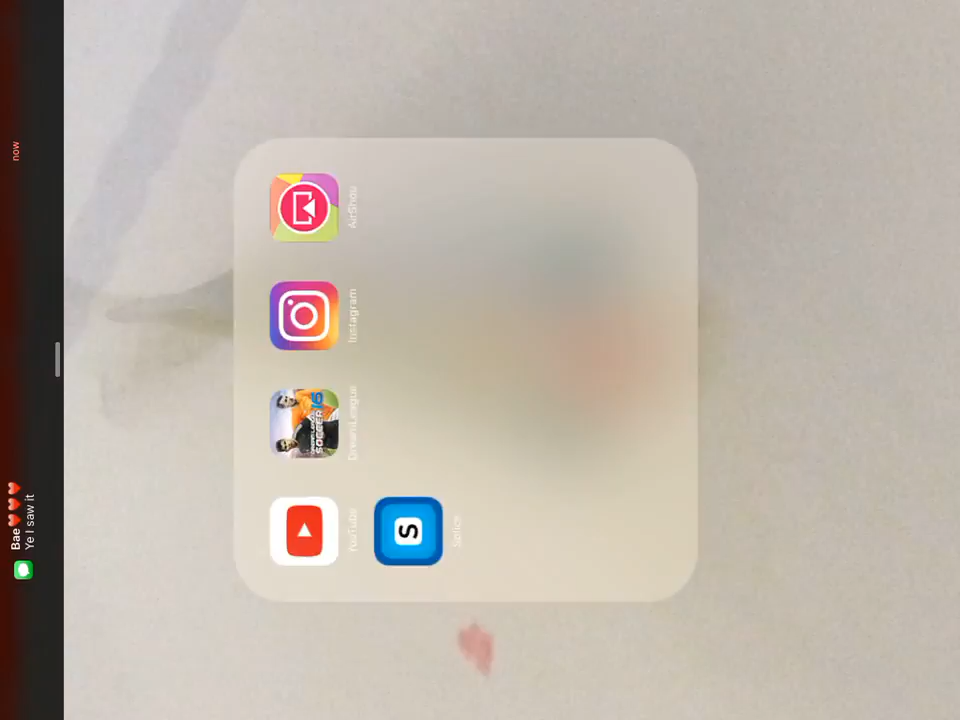 Bae❤️❤️❤️
now
Ye I saw it
YouTube
DreamLeague
Instagram
AirShou
SOCCER
16
S
Splice